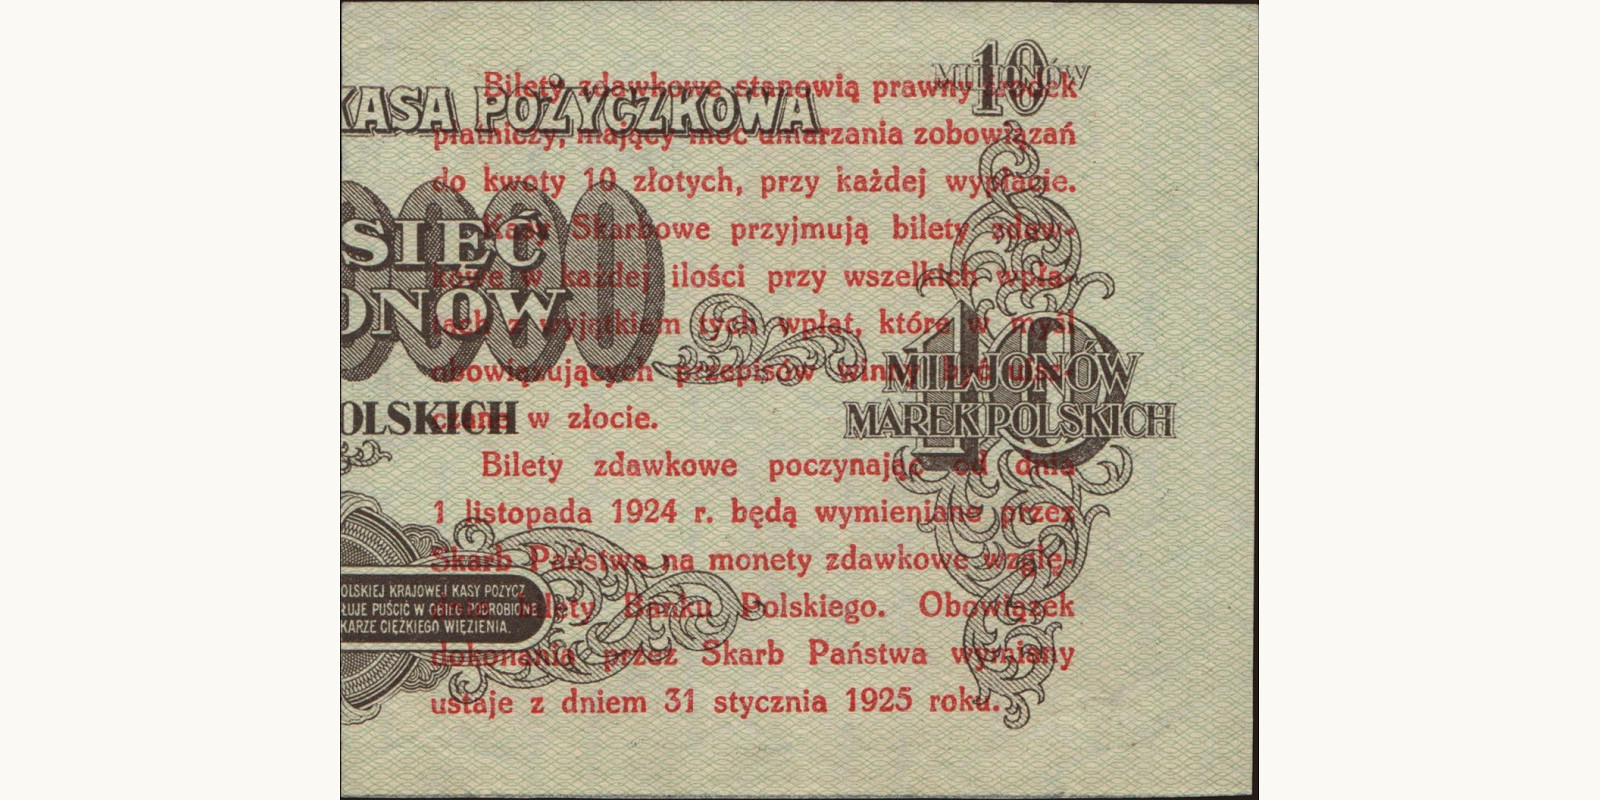 10
MILJONÓW
KASA POŻYCZKOWA
Bilety zdawkowe stanowią prawny środek
płatniczy, mający moc umarzania zobowiązań
do kwoty 10 złotych, przy każdej wypłacie.
Kasy Skarbowe przyjmują bilety zdaw-
kowe w każdej ilości przy wszelkich wpła-
tach z wyjątkiem tych wpłat, które w myśl
obowiązujących przepisów winny być uisz-
czane w złocie.
Bilety zdawkowe poczynając od dnia
1 listopada 1924 r. będą wymieniane przez
Skarb Państwa na monety zdawkowe wzglę-
dnie bilety Banku Polskiego. Obowiązek
dokonania przez Skarb Państwa wymiany
ustaje z dniem 31 stycznia 1925 roku.
0000
SIĘĆ
ONÓW
OLSKICH
10
MILJONÓW
MAREK POLSKICH
OLSKIEJ KRAJOWEJ KASY POŻYCZ
ŁUJE PUŚCIĆ W OBIEG PODROBIONE
KARZE CIĘŻKIEGO WIĘZIENIA.